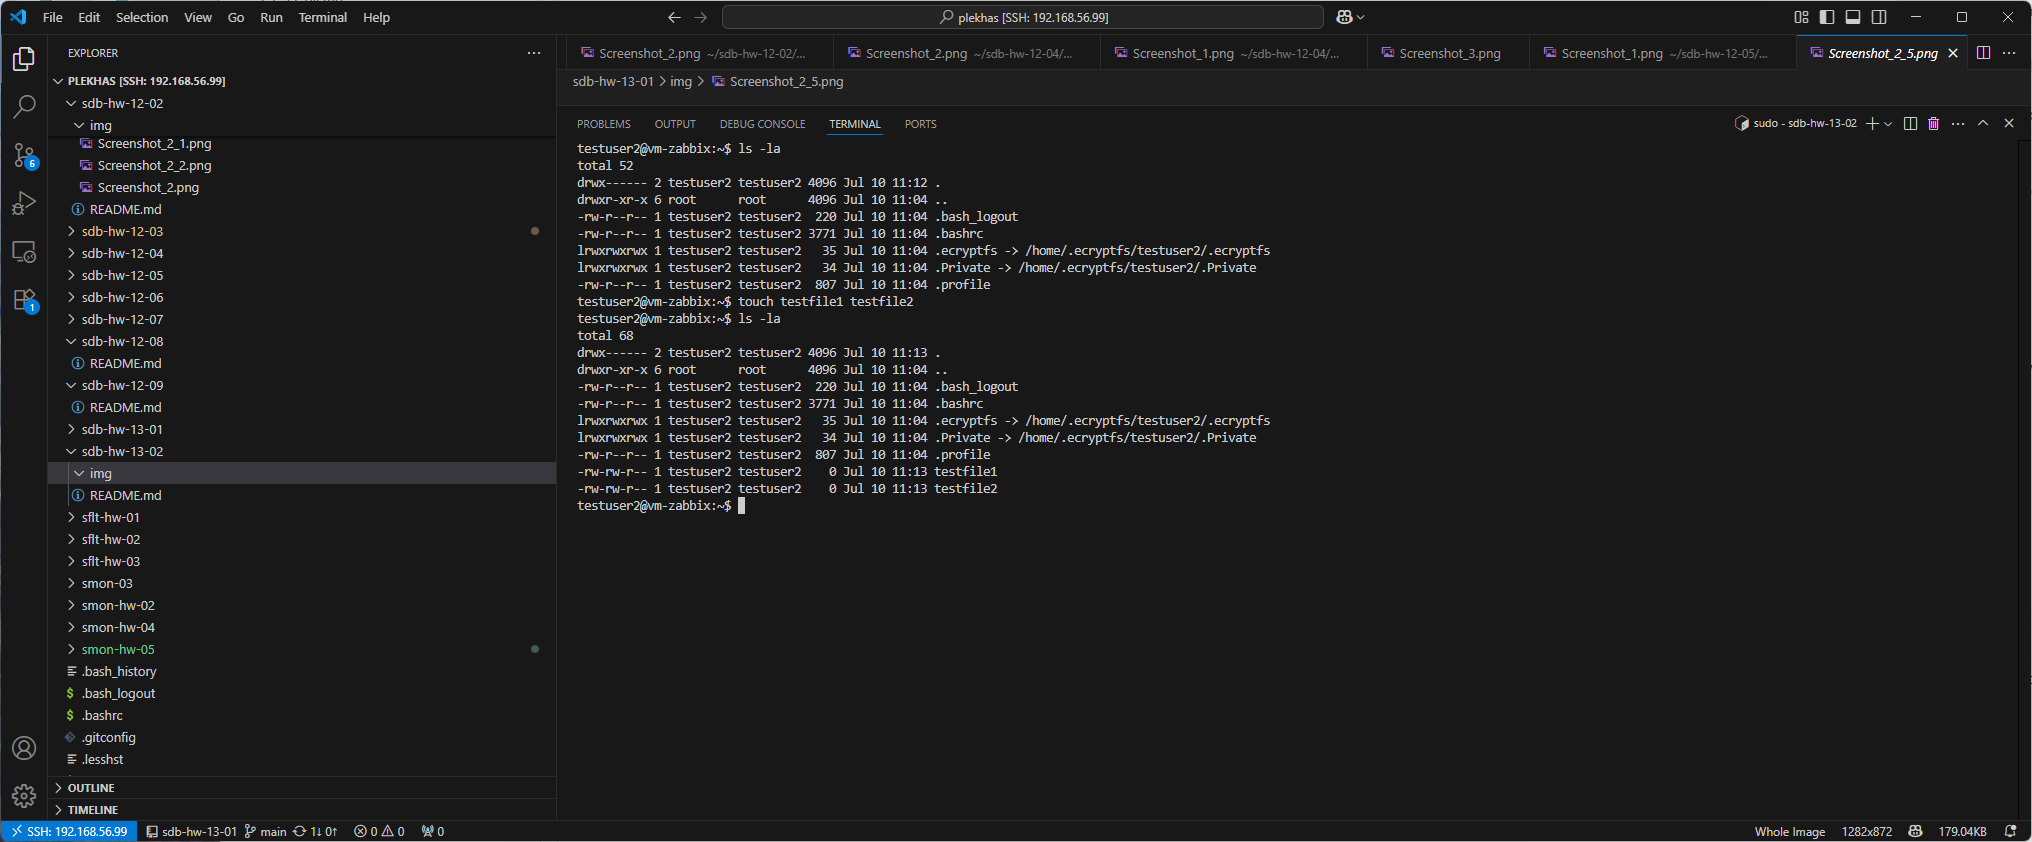 File Edit Selection View Go Run Terminal Help
plekhas [SSH: 192.168.56.99]
EXPLORER
Screenshot_2.png ~/sdb-hw-12-02/...
Screenshot_2.png ~/sdb-hw-12-04/...
Screenshot_1.png ~/sdb-hw-12-04/...
Screenshot_3.png
Screenshot_1.png ~/sdb-hw-12-05/...
Screenshot_2_5.png
PLEKHAS [SSH: 192.168.56.99]
sdb-hw-12-02
img
Screenshot_2_1.png
Screenshot_2_2.png
Screenshot_2.png
README.md
sdb-hw-12-03
sdb-hw-12-04
sdb-hw-12-05
sdb-hw-12-06
sdb-hw-12-07
sdb-hw-12-08
README.md
sdb-hw-12-09
README.md
sdb-hw-13-01
sdb-hw-13-02
img
README.md
sflt-hw-01
sflt-hw-02
sflt-hw-03
smon-03
smon-hw-02
smon-hw-04
smon-hw-05
.bash_history
.bash_logout
.bashrc
.gitconfig
.lesshst
OUTLINE
TIMELINE
6
1
sdb-hw-13-01 > img > Screenshot_2_5.png
PROBLEMS OUTPUT DEBUG CONSOLE TERMINAL PORTS
sudo - sdb-hw-13-02
testuser2@vm-zabbix:~$ ls -la
total 52
drwx------ 2 testuser2 testuser2 4096 Jul 10 11:12 .
drwxr-xr-x 6 root      root      4096 Jul 10 11:04 ..
-rw-r--r-- 1 testuser2 testuser2  220 Jul 10 11:04 .bash_logout
-rw-r--r-- 1 testuser2 testuser2 3771 Jul 10 11:04 .bashrc
lrwxrwxrwx 1 testuser2 testuser2   35 Jul 10 11:04 .ecryptfs -> /home/.ecryptfs/testuser2/.ecryptfs
lrwxrwxrwx 1 testuser2 testuser2   34 Jul 10 11:04 .Private -> /home/.ecryptfs/testuser2/.Private
-rw-r--r-- 1 testuser2 testuser2  807 Jul 10 11:04 .profile
testuser2@vm-zabbix:~$ touch testfile1 testfile2
testuser2@vm-zabbix:~$ ls -la
total 68
drwx------ 2 testuser2 testuser2 4096 Jul 10 11:13 .
drwxr-xr-x 6 root      root      4096 Jul 10 11:04 ..
-rw-r--r-- 1 testuser2 testuser2  220 Jul 10 11:04 .bash_logout
-rw-r--r-- 1 testuser2 testuser2 3771 Jul 10 11:04 .bashrc
lrwxrwxrwx 1 testuser2 testuser2   35 Jul 10 11:04 .ecryptfs -> /home/.ecryptfs/testuser2/.ecryptfs
lrwxrwxrwx 1 testuser2 testuser2   34 Jul 10 11:04 .Private -> /home/.ecryptfs/testuser2/.Private
-rw-r--r-- 1 testuser2 testuser2  807 Jul 10 11:04 .profile
-rw-rw-r-- 1 testuser2 testuser2    0 Jul 10 11:13 testfile1
-rw-rw-r-- 1 testuser2 testuser2    0 Jul 10 11:13 testfile2
testuser2@vm-zabbix:~$
SSH: 192.168.56.99 sdb-hw-13-01 main 1↓ 0↑ 0 0 0 Whole Image 1282x872 179.04KB